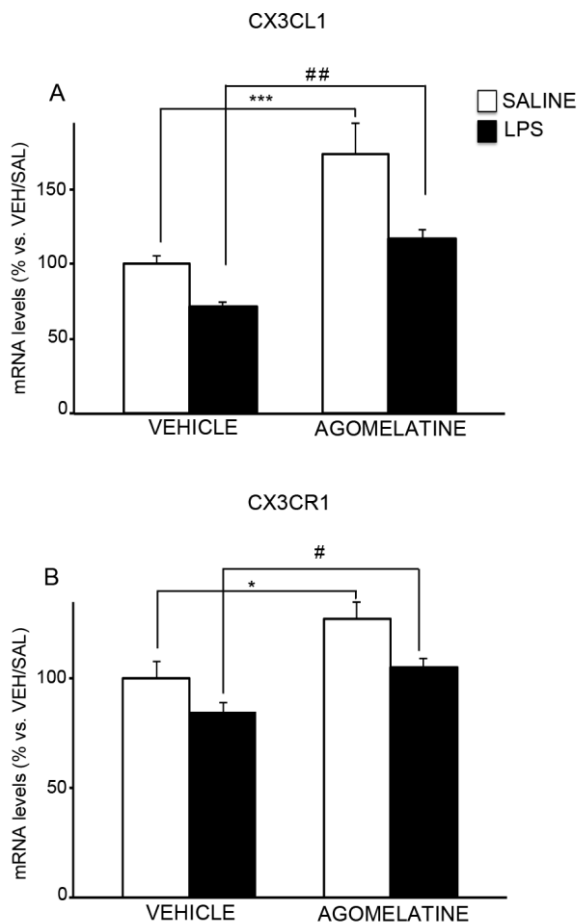 CX3CL1
A
***
##
SALINE
LPS
mRNA levels (% vs. VEH/SAL)
150
100
50
0
VEHICLE
AGOMELATINE
CX3CR1
B
*
#
mRNA levels (% vs. VEH/SAL)
100
50
0
VEHICLE
AGOMELATINE